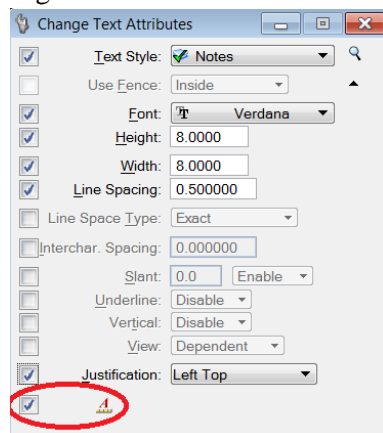 Change Text Attributes
Text Style: Notes
Use Fence: Inside
Font: Verdana
Height: 8.0000
Width: 8.0000
Line Spacing: 0.500000
Line Space Type: Exact
Interchar. Spacing: 0.000000
Slant: 0.0 Enable
Underline: Disable
Vertical: Disable
View: Dependent
Justification: Left Top
A